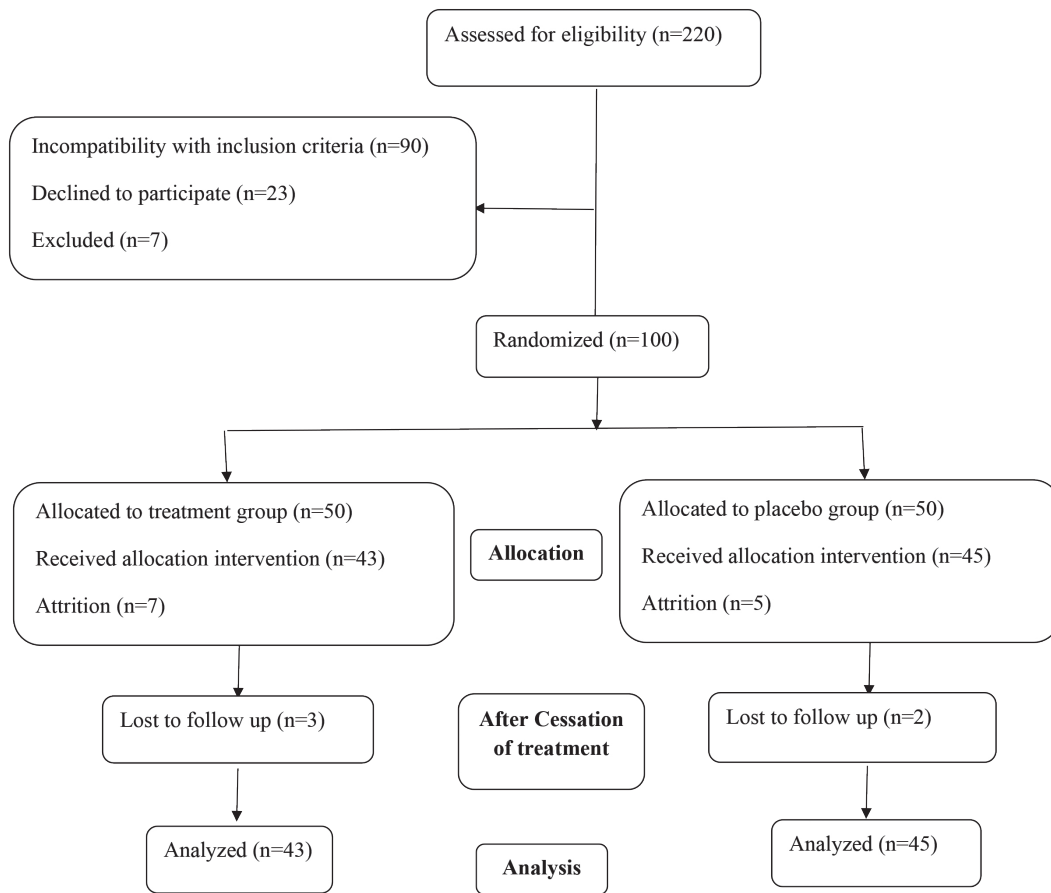 Assessed for eligibility (n=220)
Incompatibility with inclusion criteria (n=90)
Declined to participate (n=23)
Excluded (n=7)
Randomized (n=100)
Allocated to treatment group (n=50)
Received allocation intervention (n=43)
Attrition (n=7)
Allocation
Allocated to placebo group (n=50)
Received allocation intervention (n=45)
Attrition (n=5)
Lost to follow up (n=3)
After Cessation
of treatment
Lost to follow up (n=2)
Analyzed (n=43)
Analysis
Analyzed (n=45)